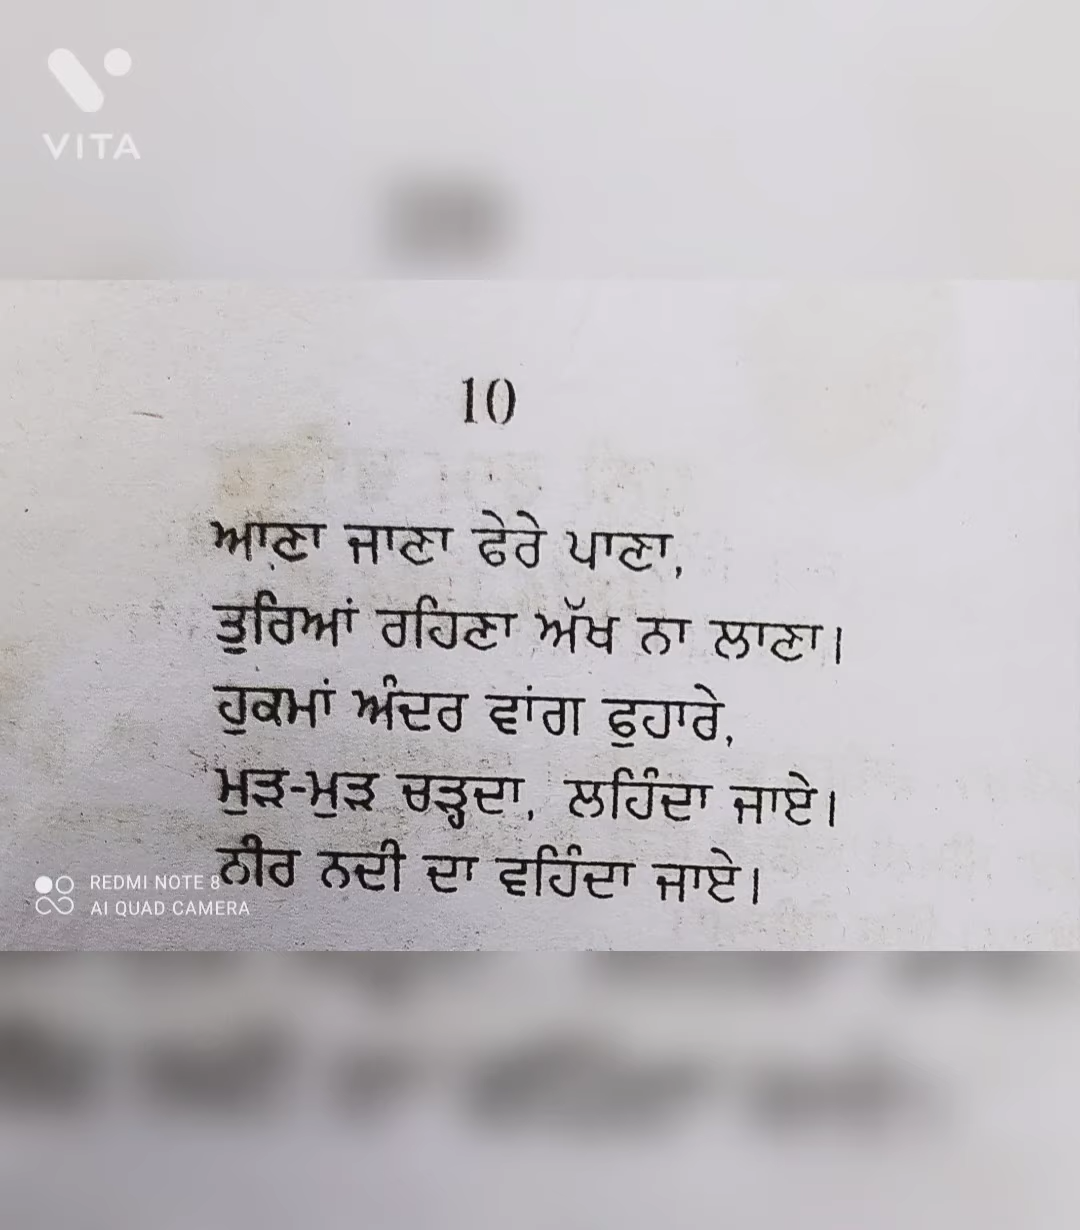 VITA
10
ਆਣਾ ਜਾਣਾ ਫੇਰੇ ਪਾਣਾ,
ਤੁਰਿਆਂ ਰਹਿਣਾ ਅੱਖ ਨਾ ਲਾਣਾ।
ਹੁਕਮਾਂ ਅੰਦਰ ਵਾਂਗ ਫੁਹਾਰੇ,
ਮੁੜ-ਮੁੜ ਚੜ੍ਹਦਾ, ਲਹਿੰਦਾ ਜਾਏ।
ਨੀਰ ਨਦੀ ਦਾ ਵਹਿੰਦਾ ਜਾਏ।
REDMI NOTE 8
AI QUAD CAMERA